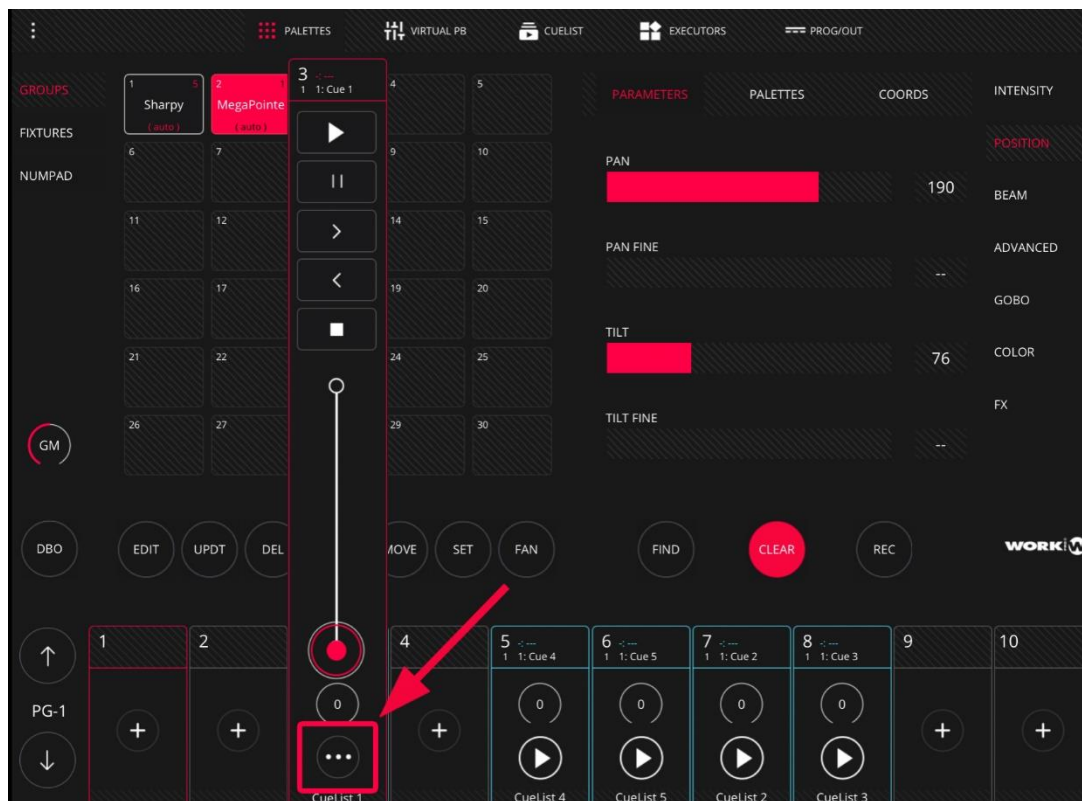 PALETTES
VIRTUAL PB
CUELIST
EXECUTORS
PROG/OUT
GROUPS
FIXTURES
NUMPAD
1 5
Sharpy
( auto )
2 1
MegaPointe
( auto )
3 -:---
1 1: Cue 1
4
5
6
7
9
10
11
12
14
15
16
17
19
20
21
22
24
25
26
27
29
30
PARAMETERS
PALETTES
COORDS
PAN
190
PAN FINE
--
TILT
76
TILT FINE
--
INTENSITY
POSITION
BEAM
ADVANCED
GOBO
COLOR
FX
GM
DBO
EDIT
UPDT
DEL
MOVE
SET
FAN
FIND
CLEAR
REC
WORK
PG-1
1
+
2
+
0
CueList 1
4
+
5 -:---
1 1: Cue 4
0
CueList 4
6 -:---
1 1: Cue 5
0
CueList 5
7 -:---
1 1: Cue 2
0
CueList 2
8 -:---
1 1: Cue 3
0
CueList 3
9
+
10
+